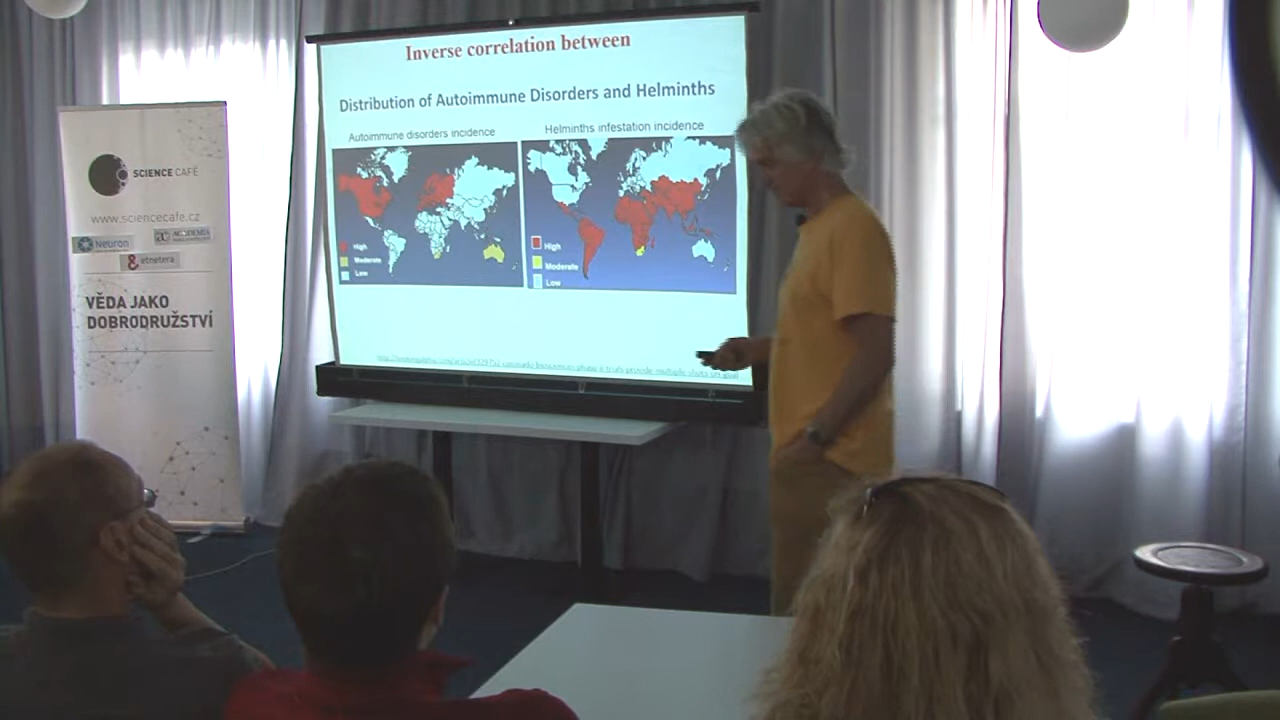 Inverse correlation between
Distribution of Autoimmune Disorders and Helminths
Autoimmune disorders incidence
Helminths infestation incidence
High
Moderate
Low
High
Moderate
Low
SCIENCE CAFÉ
www.sciencecafe.cz
Neuron
ACADEMIA
etnetera
VĚDA JAKO
DOBRODRUŽSTVÍ